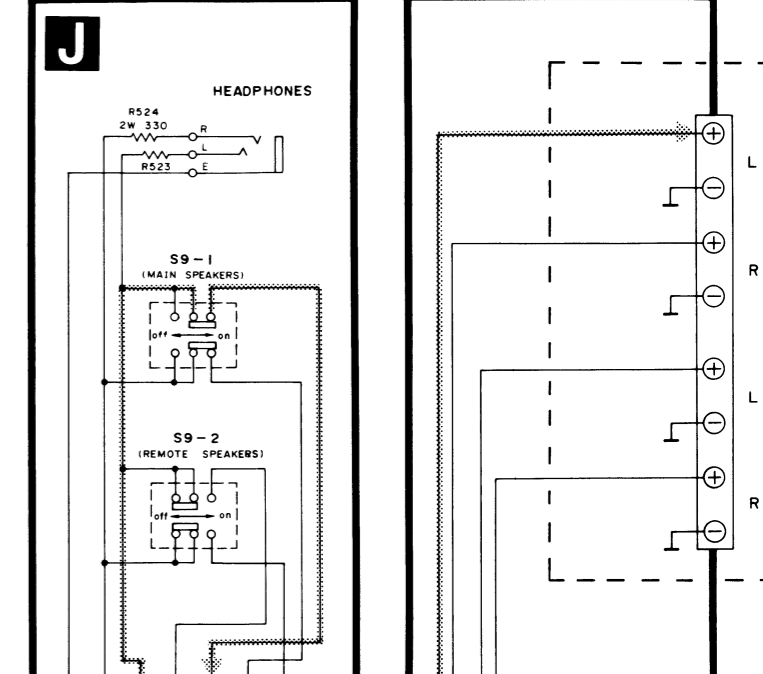 J
HEADPHONES
R524
2W 330
R
L
R523
E
S9-1
(MAIN SPEAKERS)
off on
S9-2
(REMOTE SPEAKERS)
off on
+
L
−
+
R
−
+
L
−
+
R
−